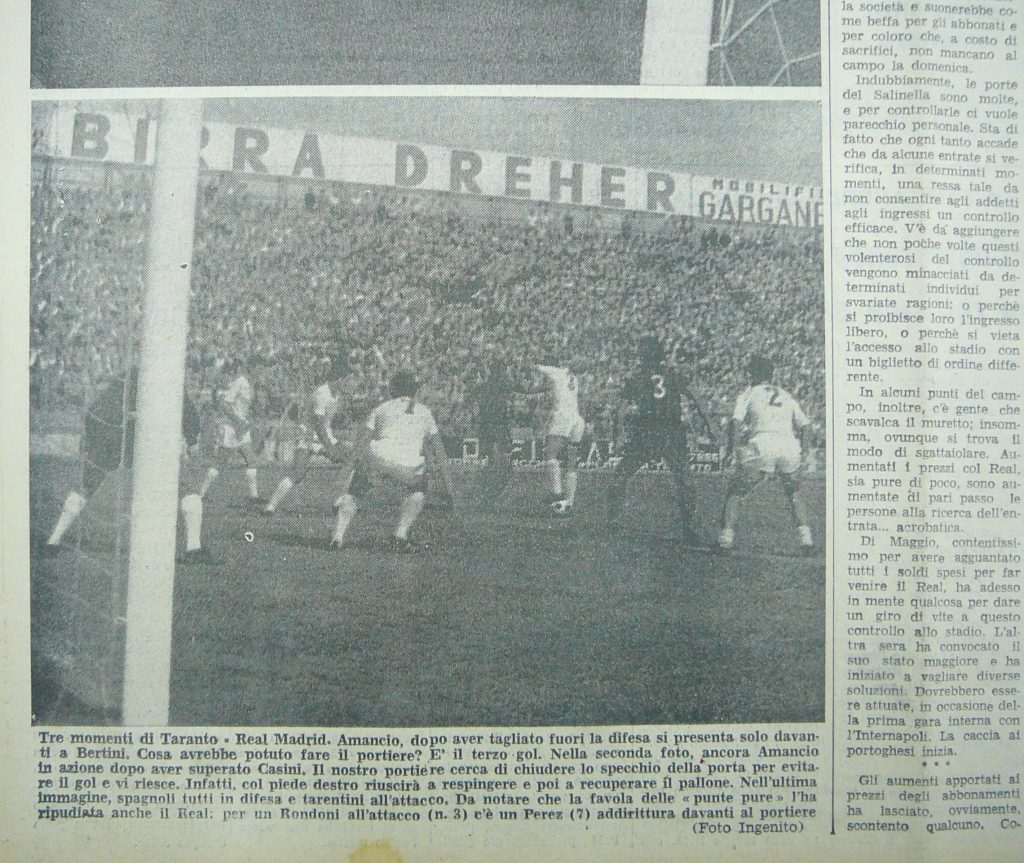 BIRRA DREHER
MOBILIFI
GARGANE
3
2
7
Tre momenti di Taranto - Real Madrid. Amancio, dopo aver tagliato fuori la difesa si presenta solo davan-
ti a Bertini, Cosa avrebbe potuto fare il portiere? E' il terzo gol. Nella seconda foto, ancora Amancio
in azione dopo aver superato Casini. Il nostro portiere cerca di chiudere lo specchio della porta per evita-
re il gol e vi riesce. Infatti, col piede destro riuscirà a respingere e poi a recuperare il pallone. Nell'ultima
immagine, spagnoli tutti in difesa e tarentini all'attacco. Da notare che la favola delle « punte pure » l'ha
ripudiata anche il Real: per un Rondoni all'attacco (n. 3) c'è un Perez (7) addirittura davanti al portiere
(Foto Ingenito)
la società e suonerebbe co-
me beffa per gli abbonati e
per coloro che, a costo di
sacrifici, non mancano al
campo la domenica.
Indubbiamente, le porte
del Salinella sono molte,
e per controllarle ci vuole
parecchio personale. Sta di
fatto che ogni tanto accade
che da alcune entrate si ve-
rifica, in determinati mo-
menti, una ressa tale da
non consentire agli addetti
agli ingressi un controllo
efficace. V'è da aggiungere
che non poche volte questi
volenterosi del controllo
vengono minacciati da de-
terminati individui per
svariate ragioni: o perchè
si proibisce loro l'ingresso
libero, o perchè si vieta
l'accesso allo stadio con
un biglietto di ordine diffe-
rente.
In alcuni punti del cam-
po, inoltre, c'è gente che
scavalca il muretto; insom-
ma, ovunque si trova il
modo di sgattaiolare. Au-
mentati i prezzi col Real,
sia pure di poco, sono au-
mentate di pari passo le
persone alla ricerca dell'en-
trata... acrobatica.
Di Maggio, contentissi-
mo per avere agguantato
tutti i soldi spesi per far
venire il Real, ha adesso
in mente qualcosa per dare
un giro di vite a questo
controllo allo stadio. L'al-
tra sera ha convocato il
suo stato maggiore e ha
iniziato a vagliare diverse
soluzioni. Dovrebbero esse-
re attuate, in occasione del-
la prima gara interna con
l'Internapoli. La caccia ai
portoghesi inizia.
* * *
Gli aumenti apportati ai
prezzi degli abbonamenti
ha lasciato, ovviamente,
scontento qualcuno. Co-